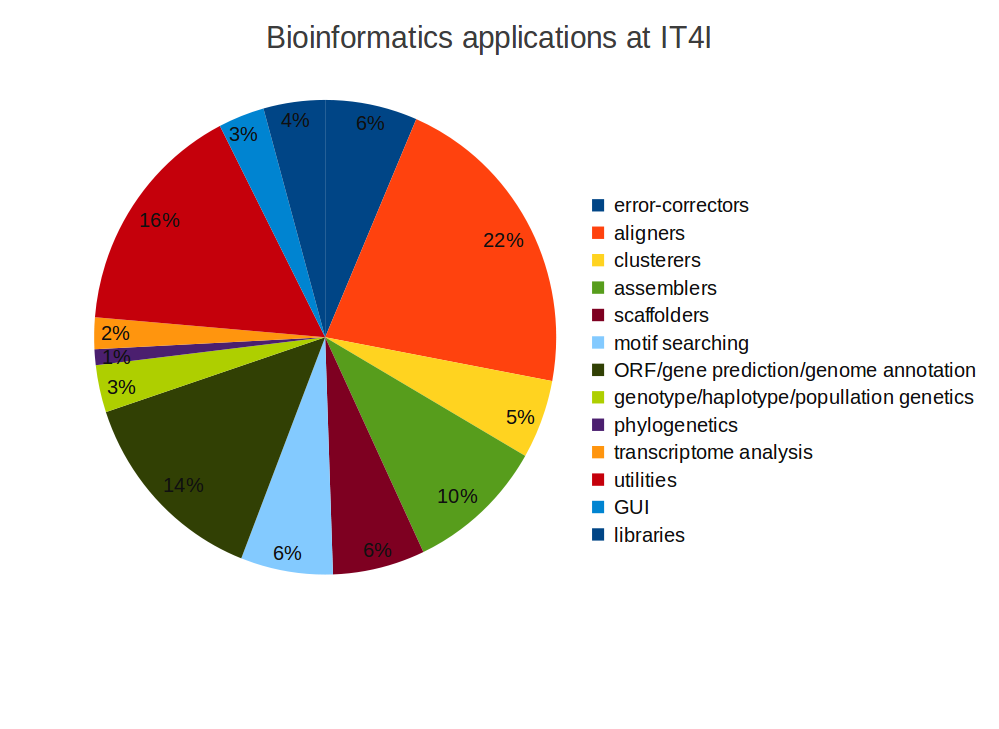 Bioinformatics applications at IT4I
4%
6%
3%
16%
22%
2%
1%
3%
5%
14%
10%
6%
6%
error-correctors
aligners
clusterers
assemblers
scaffolders
motif searching
ORF/gene prediction/genome annotation
genotype/haplotype/popullation genetics
phylogenetics
transcriptome analysis
utilities
GUI
libraries